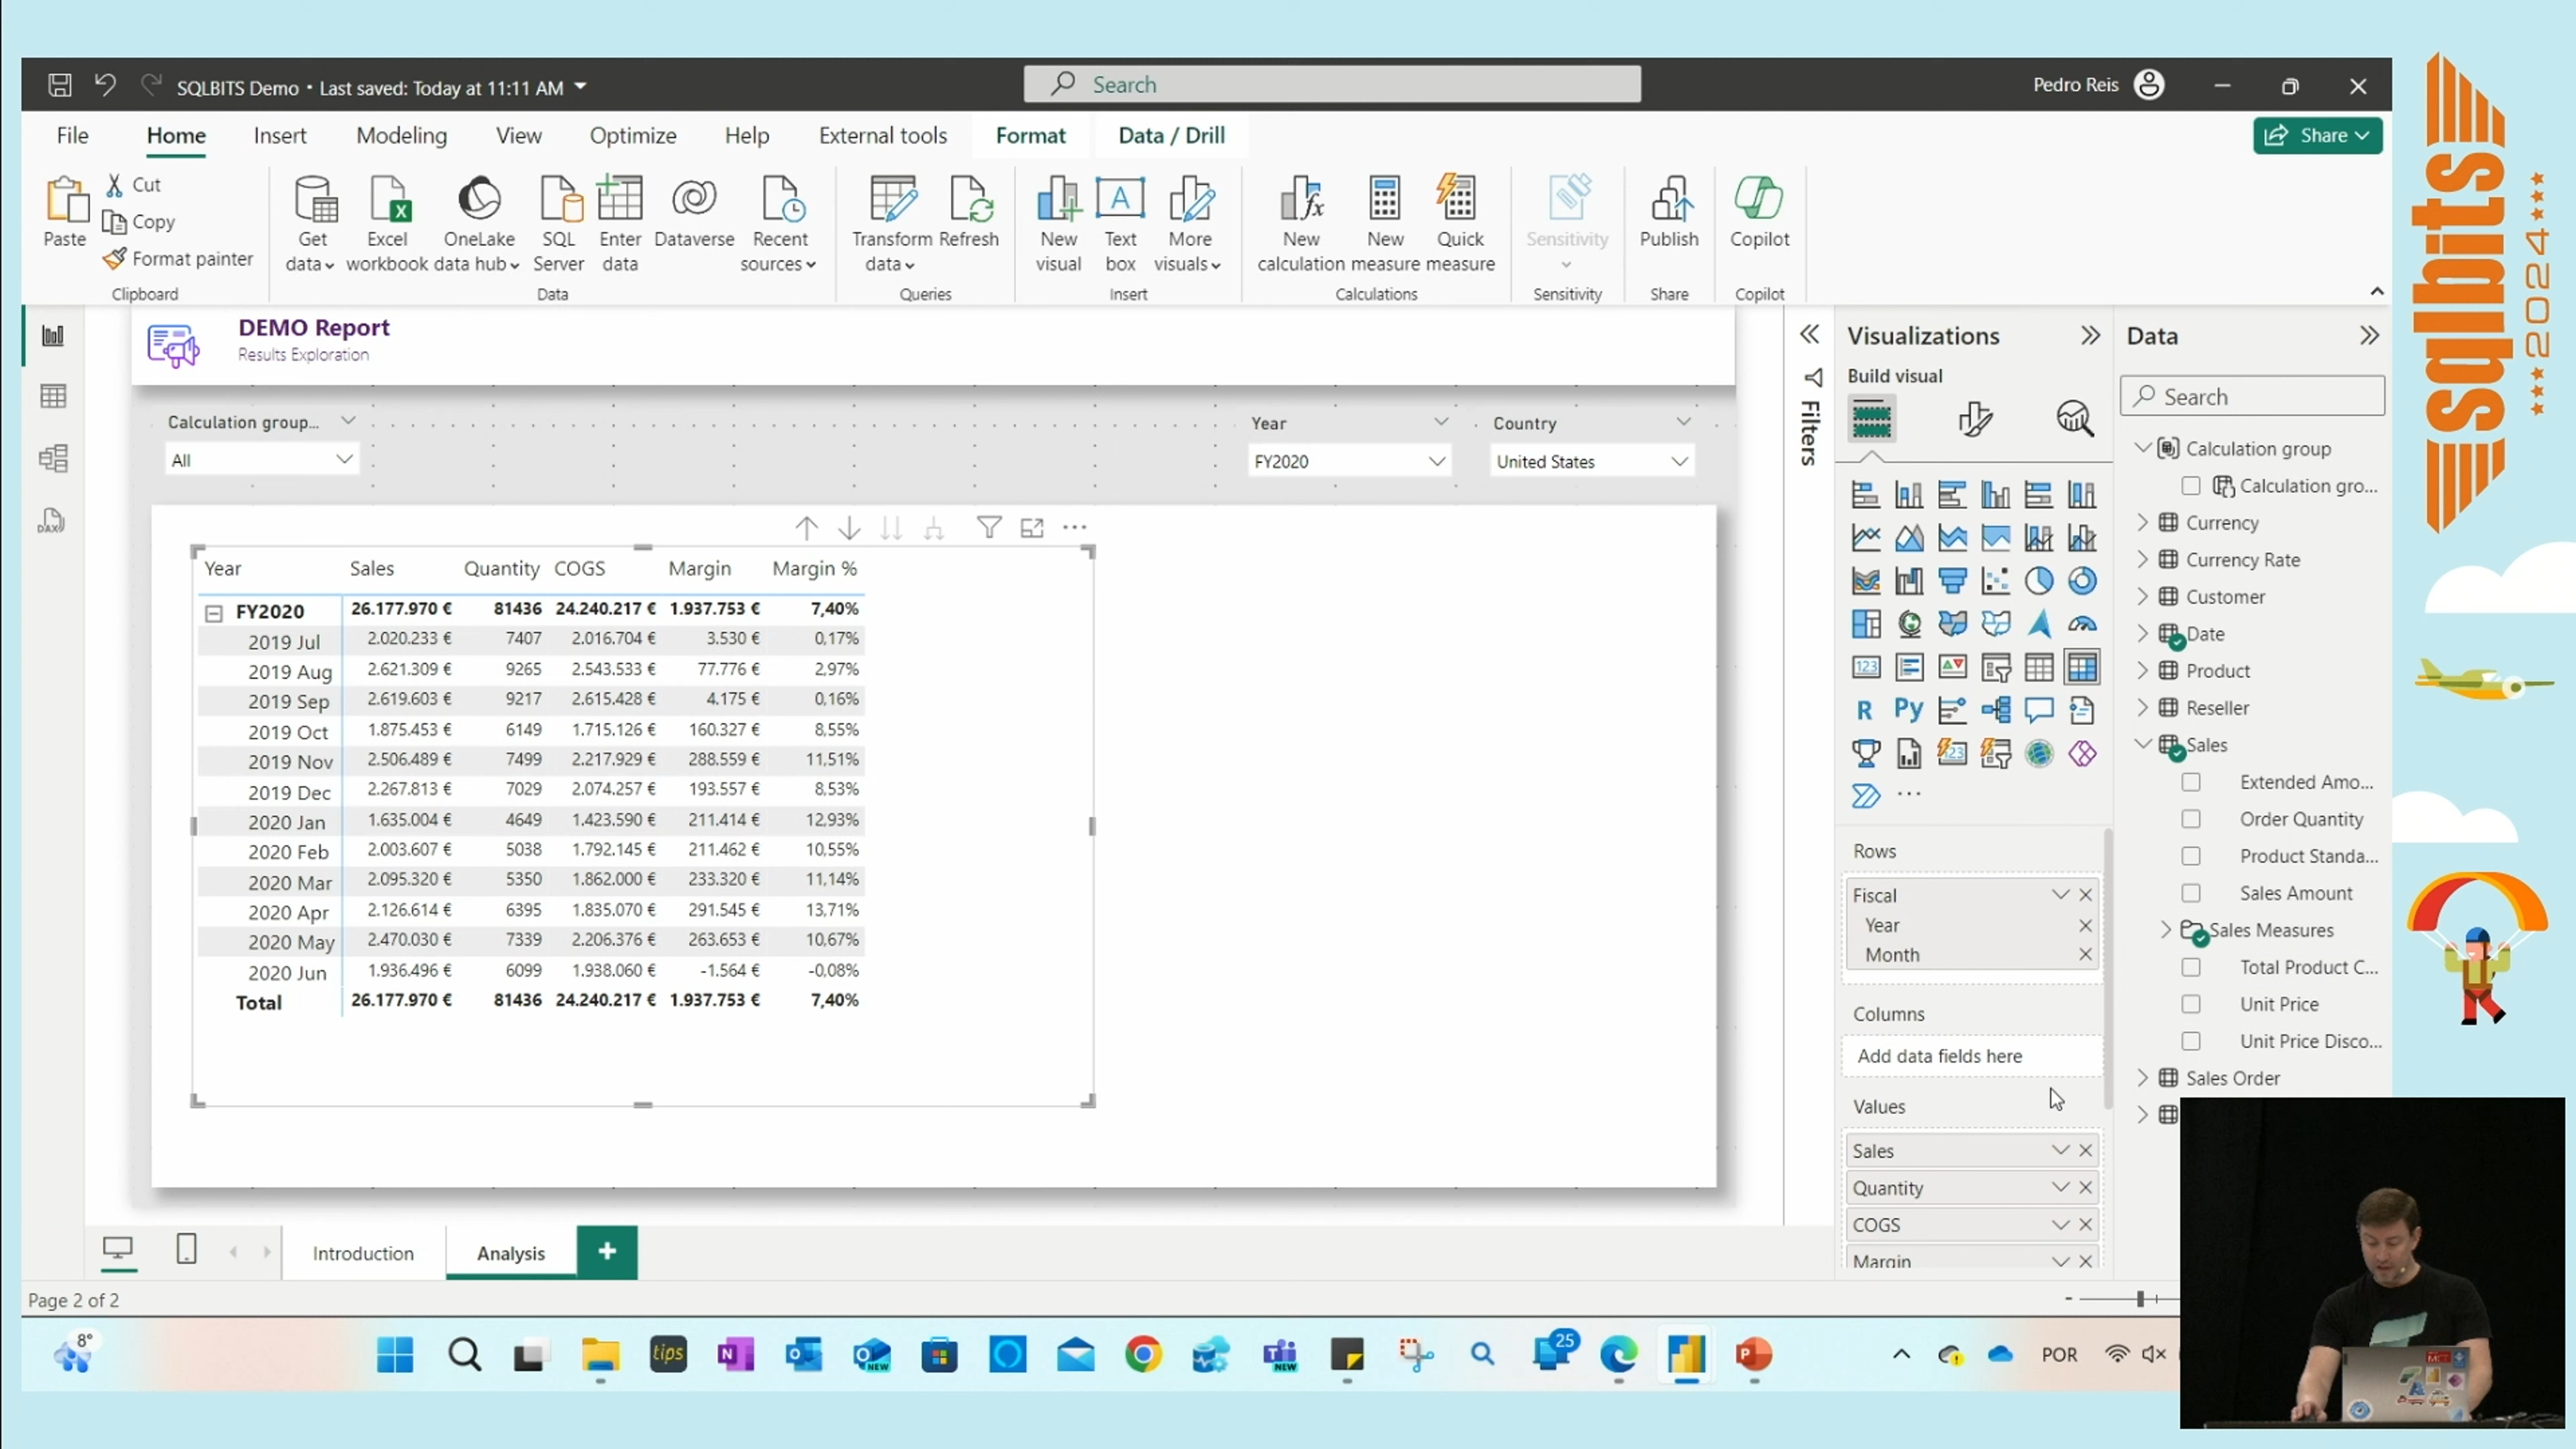 SQLBITS Demo • Last saved: Today at 11:11 AM
Search
Pedro Reis
File Home Insert Modeling View Optimize Help External tools Format Data / Drill
Share
Paste
Cut
Copy
Format painter
Clipboard
Get data
Excel workbook
OneLake data hub
SQL Server
Enter data
Dataverse
Recent sources
Data
Transform data
Refresh
Queries
New visual
Text box
More visuals
Insert
New calculation
New measure
Quick measure
Calculations
Sensitivity
Sensitivity
Publish
Share
Copilot
Copilot
DEMO Report
Results Exploration
Calculation group...
All
Year
FY2020
Country
United States
Year Sales Quantity COGS Margin Margin %
FY2020 26.177.970 € 81436 24.240.217 € 1.937.753 € 7,40%
2019 Jul 2.020.233 € 7407 2.016.704 € 3.530 € 0,17%
2019 Aug 2.621.309 € 9265 2.543.533 € 77.776 € 2,97%
2019 Sep 2.619.603 € 9217 2.615.428 € 4.175 € 0,16%
2019 Oct 1.875.453 € 6149 1.715.126 € 160.327 € 8,55%
2019 Nov 2.506.489 € 7499 2.217.929 € 288.559 € 11,51%
2019 Dec 2.267.813 € 7029 2.074.257 € 193.557 € 8,53%
2020 Jan 1.635.004 € 4649 1.423.590 € 211.414 € 12,93%
2020 Feb 2.003.607 € 5038 1.792.145 € 211.462 € 10,55%
2020 Mar 2.095.320 € 5350 1.862.000 € 233.320 € 11,14%
2020 Apr 2.126.614 € 6395 1.835.070 € 291.545 € 13,71%
2020 May 2.470.030 € 7339 2.206.376 € 263.653 € 10,67%
2020 Jun 1.936.496 € 6099 1.938.060 € -1.564 € -0,08%
Total 26.177.970 € 81436 24.240.217 € 1.937.753 € 7,40%
Filters
Visualizations
Build visual
123
R
Py
123
Rows
Fiscal
Year
Month
Columns
Add data fields here
Values
Sales
Quantity
COGS
Margin
Data
Search
Calculation group
Calculation gro...
Currency
Currency Rate
Customer
Date
Product
Reseller
Sales
Extended Amo...
Order Quantity
Product Standa...
Sales Amount
Sales Measures
Total Product C...
Unit Price
Unit Price Disco...
Sales Order
DAX
Introduction
Analysis
Page 2 of 2
8°
tips
NEW
NEW
25
POR
sqlbits
2024